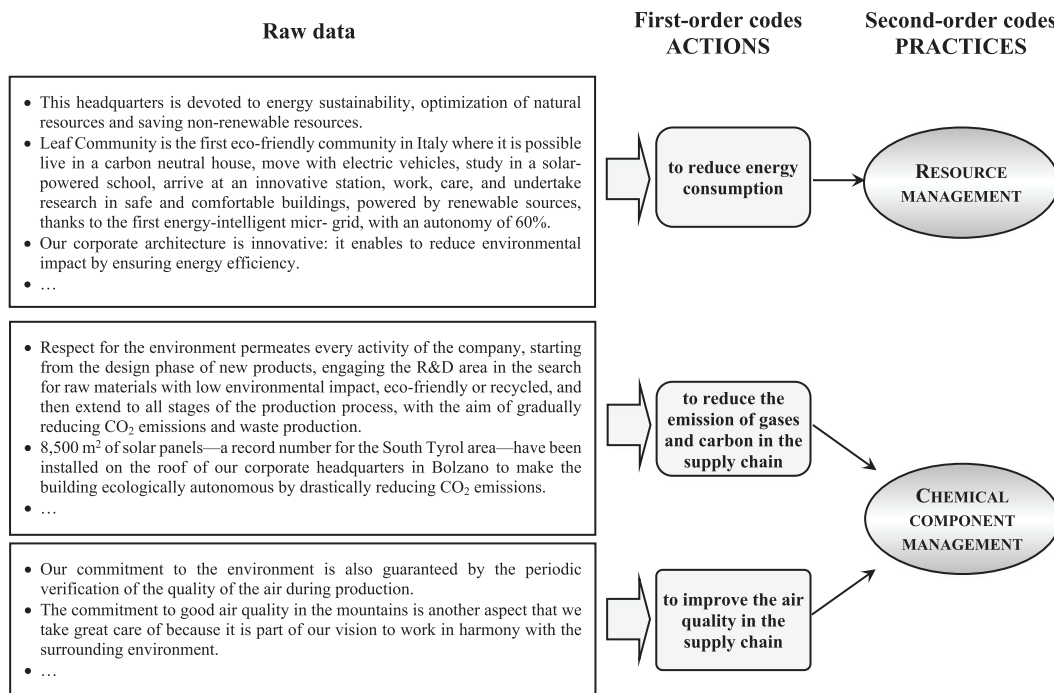 Raw data
First-order codes
ACTIONS
Second-order codes
PRACTICES
• This headquarters is devoted to energy sustainability, optimization of natural
resources and saving non-renewable resources.
• Leaf Community is the first eco-friendly community in Italy where it is possible
live in a carbon neutral house, move with electric vehicles, study in a solar-
powered school, arrive at an innovative station, work, care, and undertake
research in safe and comfortable buildings, powered by renewable sources,
thanks to the first energy-intelligent micr- grid, with an autonomy of 60%.
• Our corporate architecture is innovative: it enables to reduce environmental
impact by ensuring energy efficiency.
• …
to reduce energy
consumption
RESOURCE
MANAGEMENT
• Respect for the environment permeates every activity of the company, starting
from the design phase of new products, engaging the R&D area in the search
for raw materials with low environmental impact, eco-friendly or recycled, and
then extend to all stages of the production process, with the aim of gradually
reducing CO₂ emissions and waste production.
• 8,500 m² of solar panels—a record number for the South Tyrol area—have been
installed on the roof of our corporate headquarters in Bolzano to make the
building ecologically autonomous by drastically reducing CO₂ emissions.
• …
to reduce the
emission of gases
and carbon in the
supply chain
CHEMICAL
COMPONENT
MANAGEMENT
• Our commitment to the environment is also guaranteed by the periodic
verification of the quality of the air during production.
• The commitment to good air quality in the mountains is another aspect that we
take great care of because it is part of our vision to work in harmony with the
surrounding environment.
• …
to improve the air
quality in the
supply chain